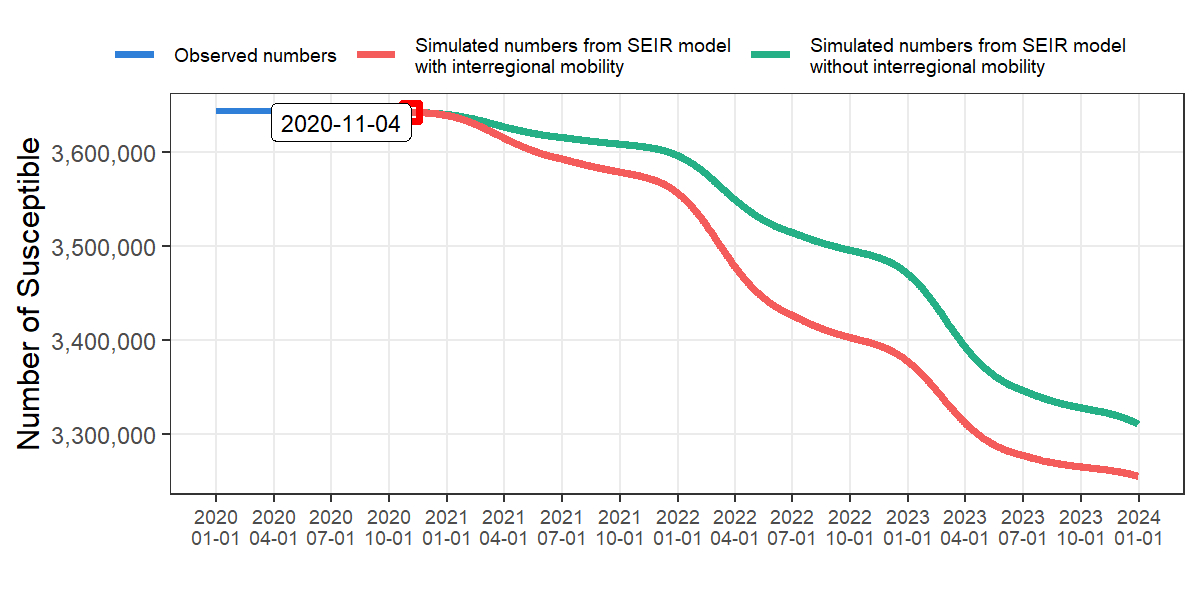 Observed numbers
Simulated numbers from SEIR model
with interregional mobility
Simulated numbers from SEIR model
without interregional mobility
Number of Susceptible
3,600,000
3,500,000
3,400,000
3,300,000
2020-11-04
2020 2020 2020 2020 2021 2021 2021 2021 2022 2022 2022 2022 2023 2023 2023 2023 2024
01-01 04-01 07-01 10-01 01-01 04-01 07-01 10-01 01-01 04-01 07-01 10-01 01-01 04-01 07-01 10-01 01-01